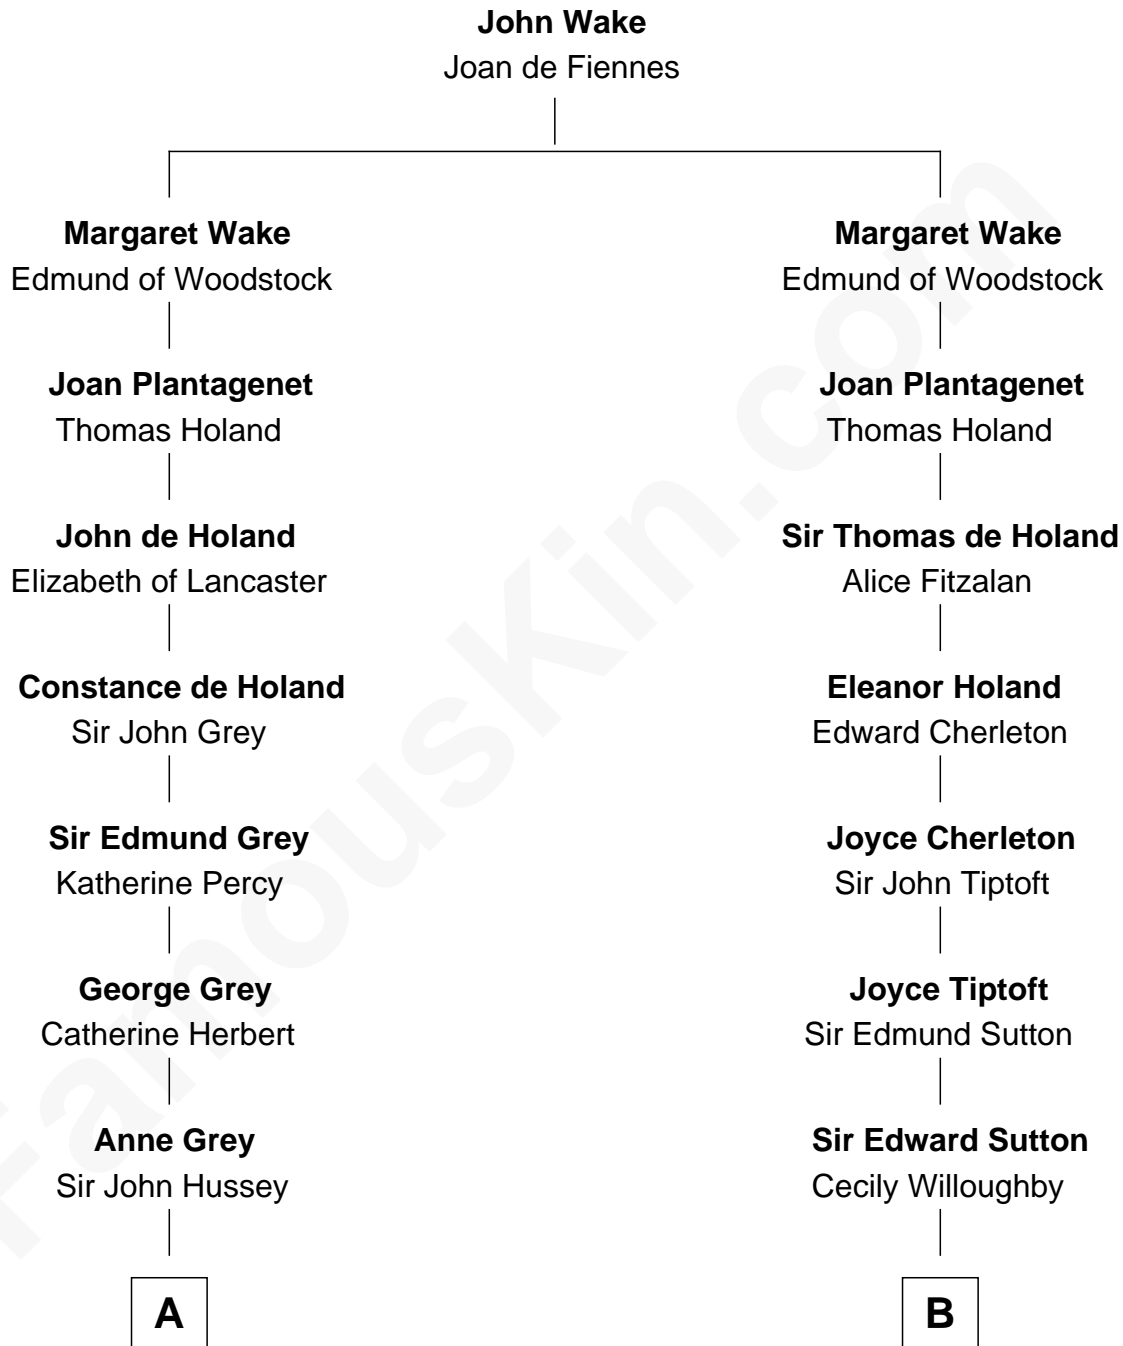 John Wake
Joan de Fiennes
Margaret Wake
Edmund of Woodstock
Joan Plantagenet
Thomas Holand
John de Holand
Elizabeth of Lancaster
Constance de Holand
Sir John Grey
Sir Edmund Grey
Katherine Percy
George Grey
Catherine Herbert
Anne Grey
Sir John Hussey
A
Margaret Wake
Edmund of Woodstock
Joan Plantagenet
Thomas Holand
Sir Thomas de Holand
Alice Fitzalan
Eleanor Holand
Edward Cherleton
Joyce Cherleton
Sir John Tiptoft
Joyce Tiptoft
Sir Edmund Sutton
Sir Edward Sutton
Cecily Willoughby
B
FamousKin.com